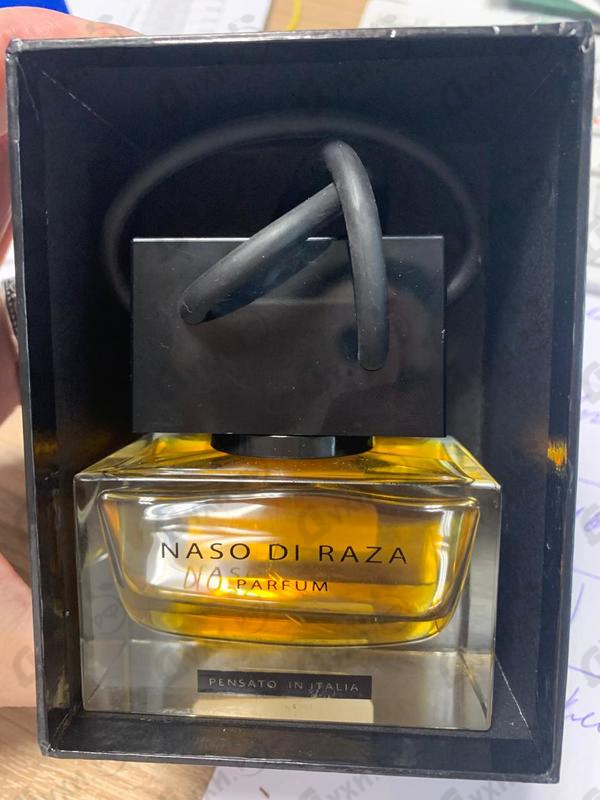 NASO DI RAZA
PARFUM
PENSATO IN ITALIA